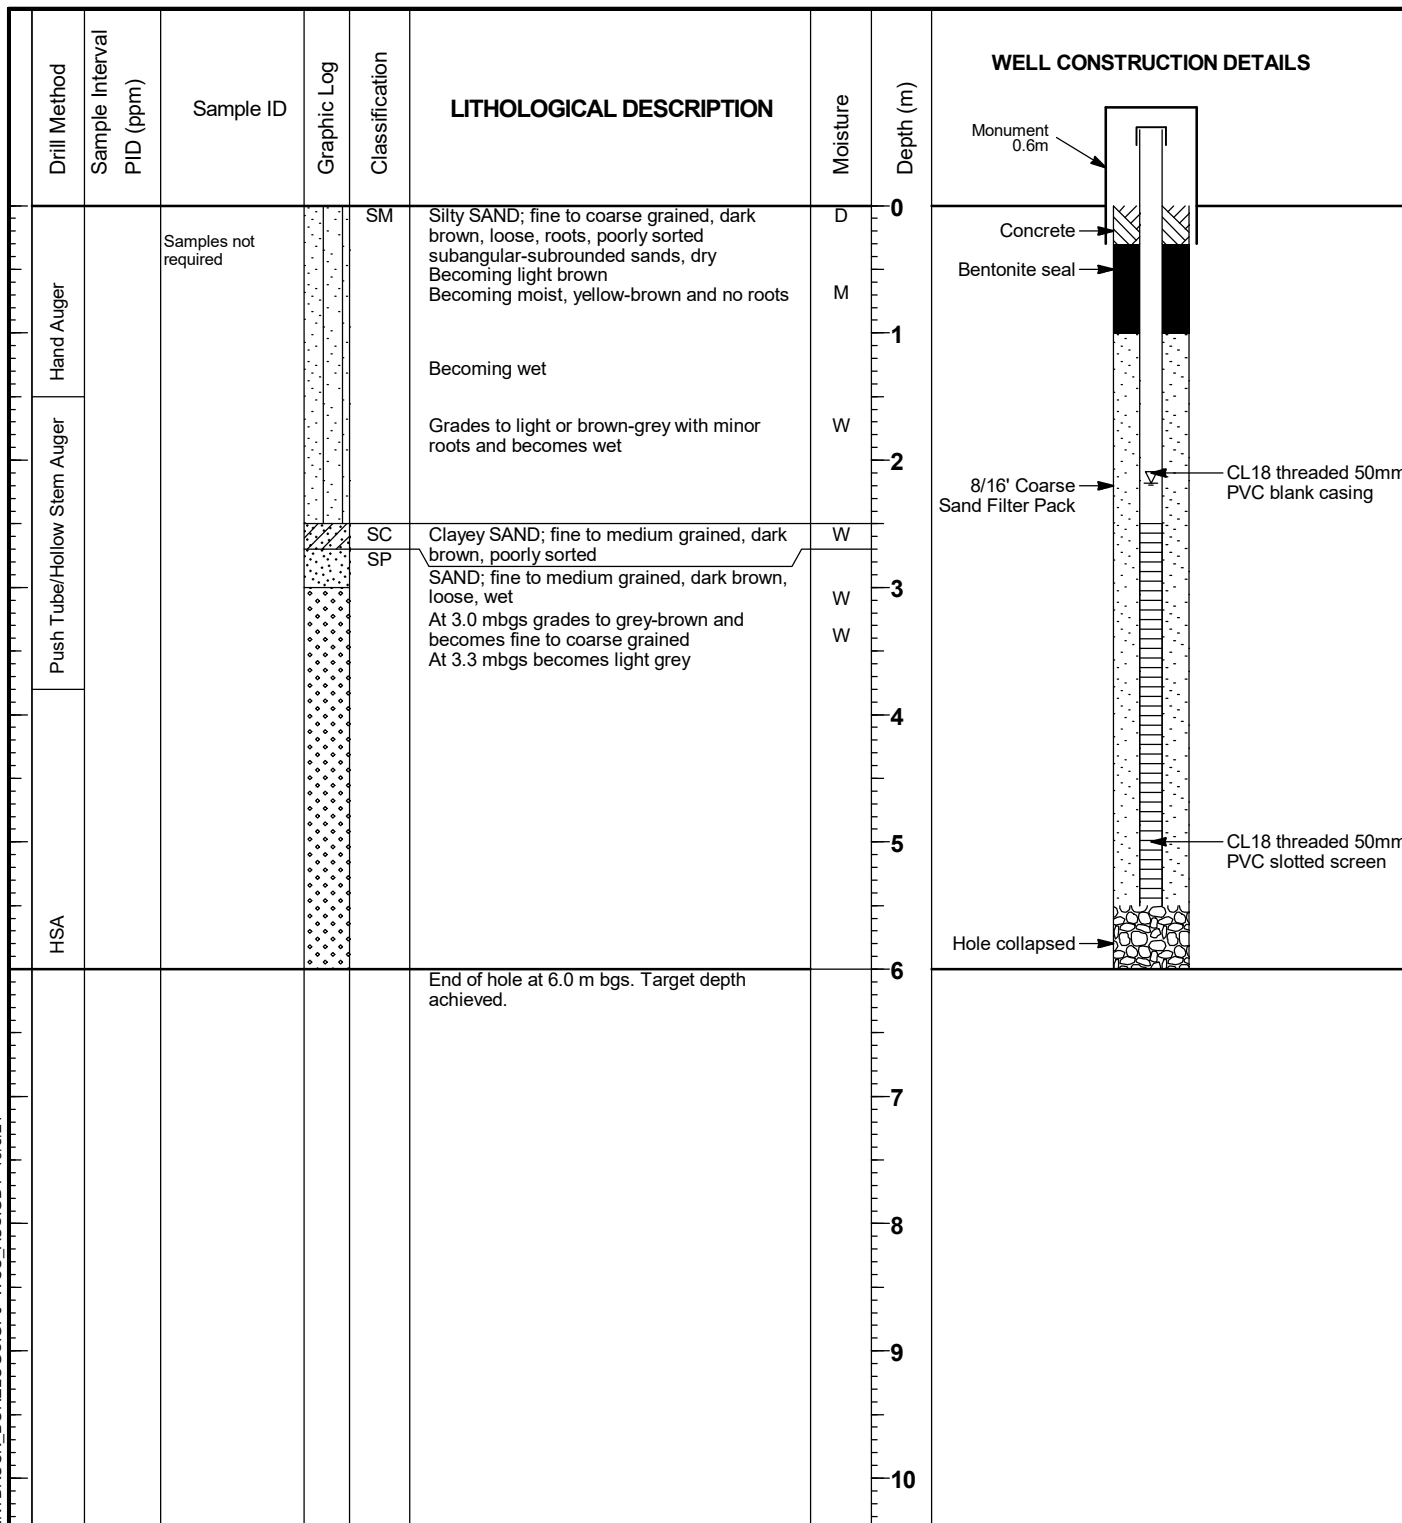 Drill Method
Sample Interval
PID (ppm)
Sample ID
Graphic Log
Classification
LITHOLOGICAL DESCRIPTION
Moisture
Depth (m)
WELL CONSTRUCTION DETAILS
Monument
0.6m
0
SM
Silty SAND; fine to coarse grained, dark
brown, loose, roots, poorly sorted
subangular-subrounded sands, dry
Becoming light brown
Becoming moist, yellow-brown and no roots
D
M
Samples not
required
Concrete
Bentonite seal
Hand Auger
1
Becoming wet
Grades to light or brown-grey with minor
roots and becomes wet
W
2
Push Tube/Hollow Stem Auger
8/16' Coarse
Sand Filter Pack
CL18 threaded 50mm
PVC blank casing
SC
Clayey SAND; fine to medium grained, dark
brown, poorly sorted
W
SP
SAND; fine to medium grained, dark brown,
loose, wet
W
3
At 3.0 mbgs grades to grey-brown and
becomes fine to coarse grained
W
At 3.3 mbgs becomes light grey
4
5
CL18 threaded 50mm
PVC slotted screen
HSA
Hole collapsed
6
End of hole at 6.0 m bgs. Target depth
achieved.
7
8
9
10